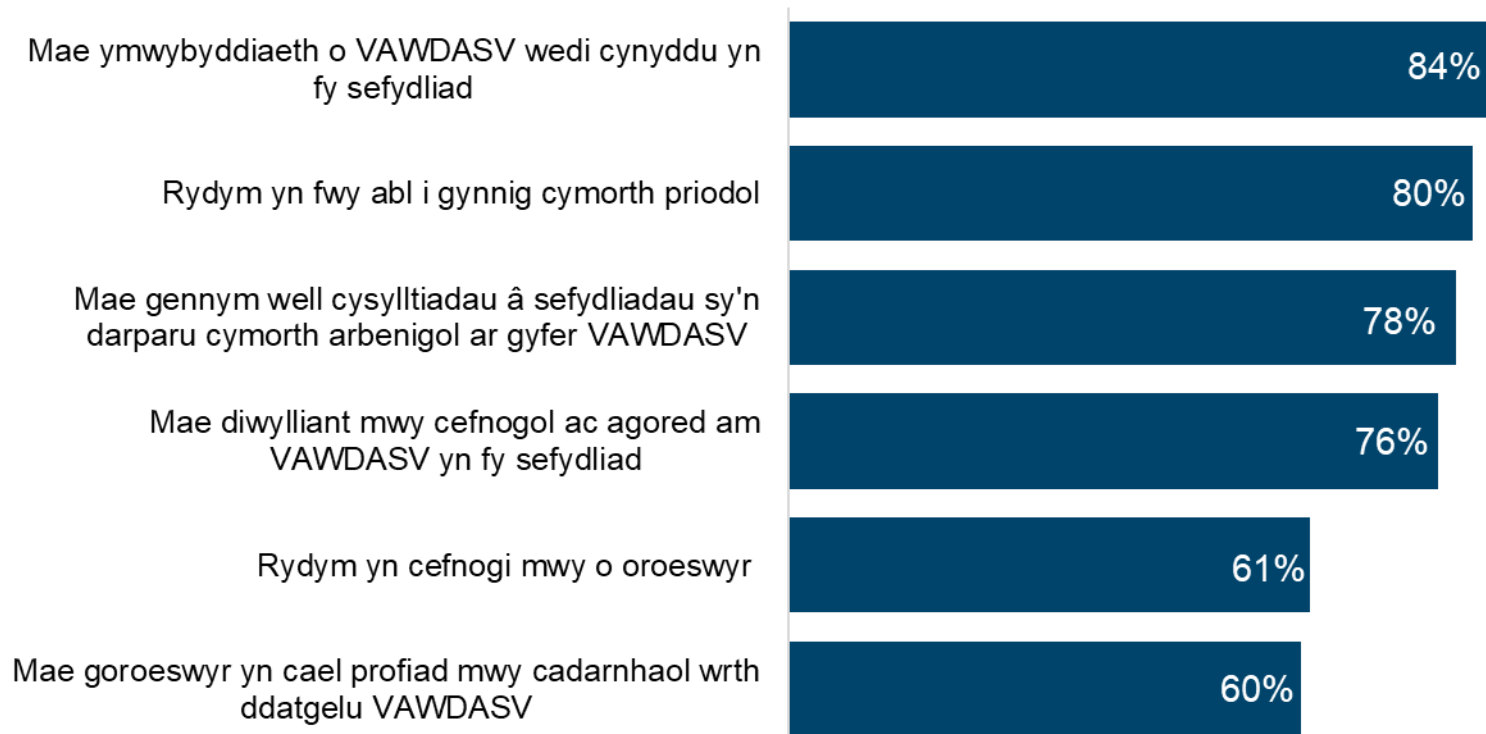 Mae ymwybyddiaeth o VAWDASV wedi cynyddu yn
fy sefydliad
84%
Rydym yn fwy abl i gynnig cymorth priodol
80%
Mae gennym well cysylltiadau â sefydliadau sy'n
darparu cymorth arbenigol ar gyfer VAWDASV
78%
Mae diwylliant mwy cefnogol ac agored am
VAWDASV yn fy sefydliad
76%
Rydym yn cefnogi mwy o oroeswyr
61%
Mae goroeswyr yn cael profiad mwy cadarnhaol wrth
ddatgelu VAWDASV
60%